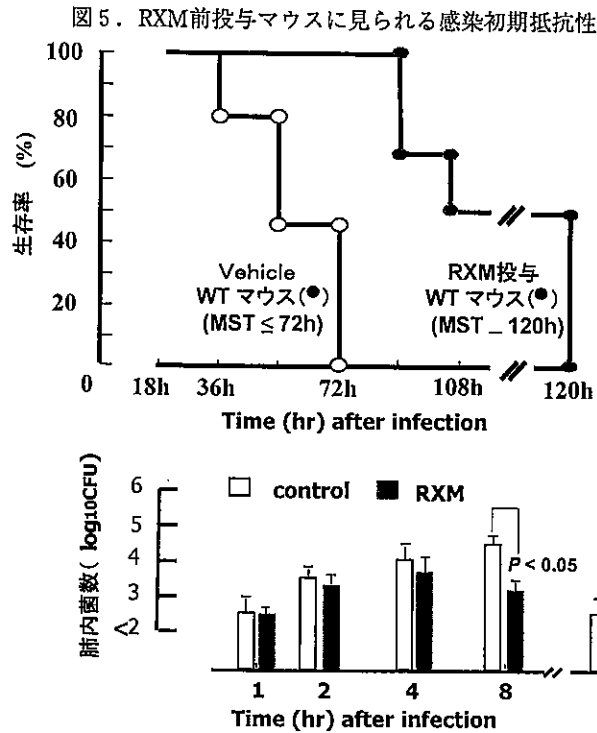 図5. RXM前投与マウスに見られる感染初期抵抗性
生存率 (%)
100
80
60
40
20
0
Vehicle
WT マウス(●)
(MST ≤ 72h)
RXM投与
WT マウス(●)
(MST _ 120h)
18h 36h 72h 108h 120h
Time (hr) after infection
肺内菌数( log10CFU)
6
5
4
3
<2
control RXM
P < 0.05
1 2 4 8
Time (hr) after infection